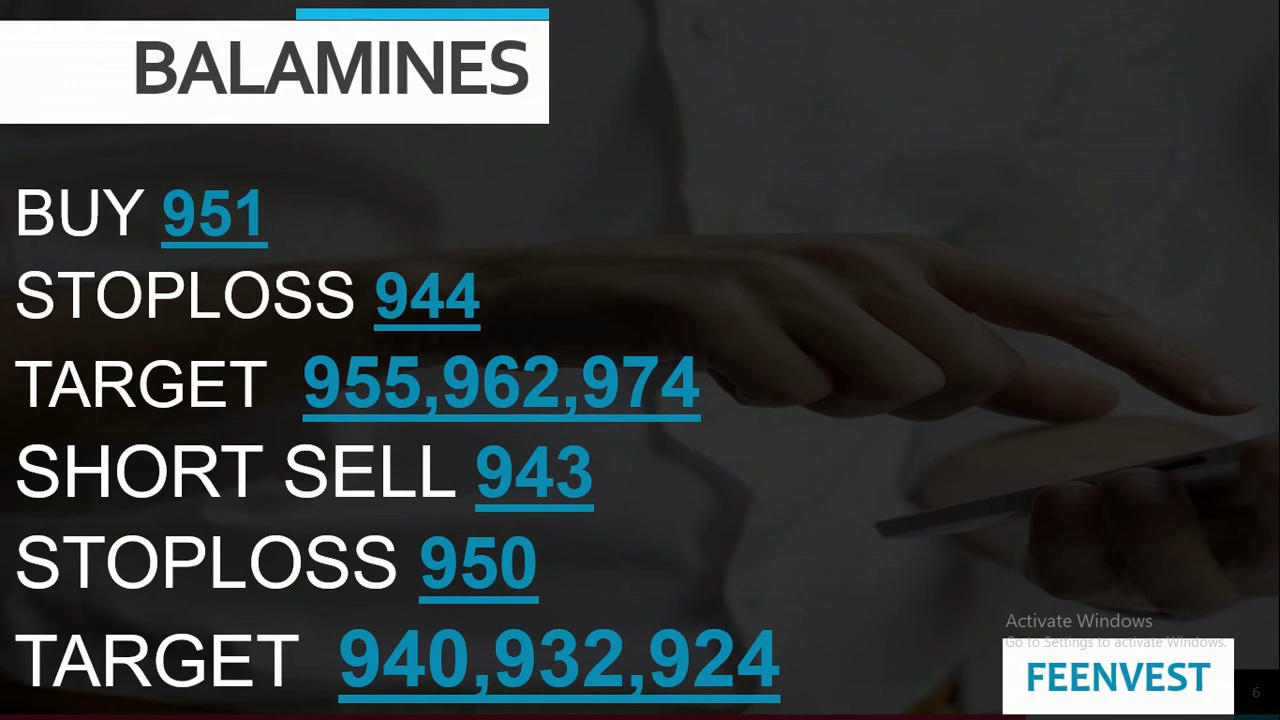 BALAMINES
BUY 951
STOPLOSS 944
TARGET 955,962,974
SHORT SELL 943
STOPLOSS 950
TARGET 940,932,924
Activate Windows
Go to Settings to activate Windows.
FEENVEST
6